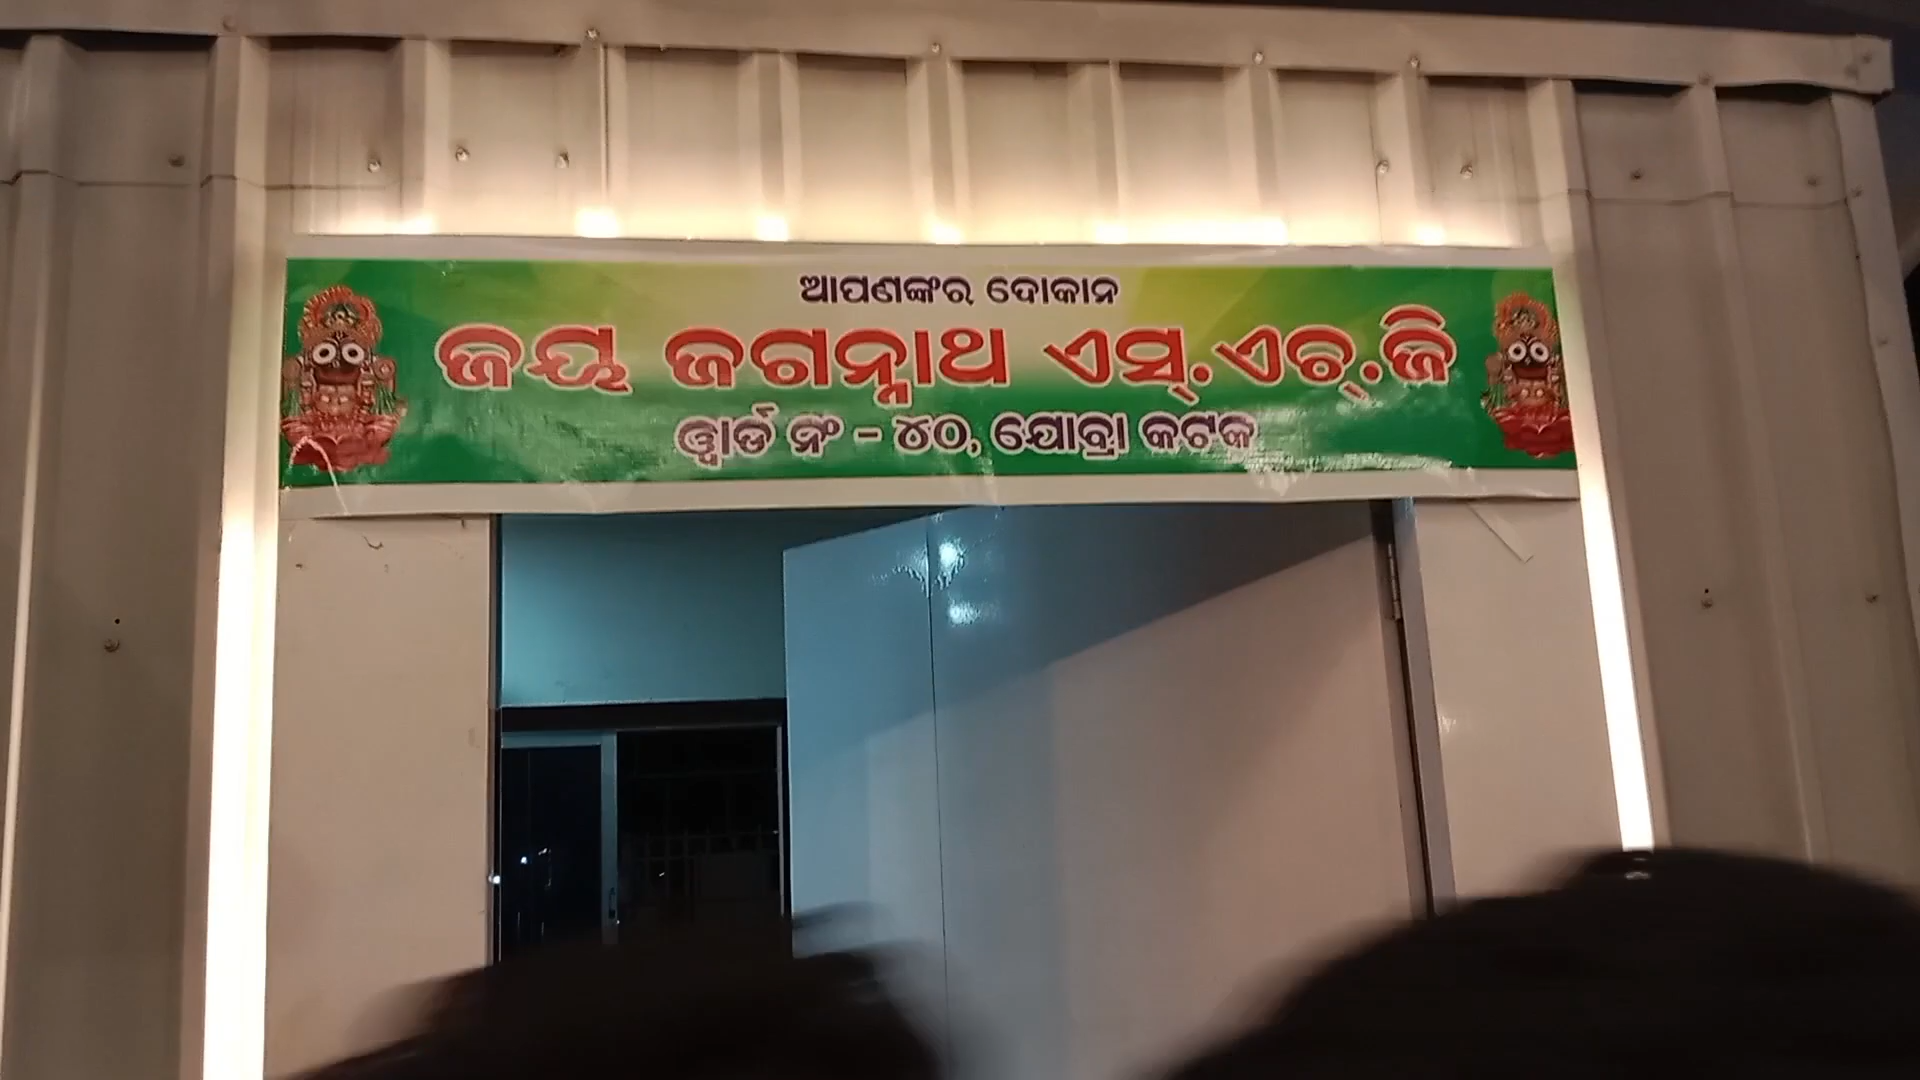 ଆପଣଙ୍କର ଦୋକାନ
ଜୟ ଜଗନ୍ନାଥ ଏସ୍.ଏଚ୍.ଜି
ୱାର୍ଡ ନଂ - ୪୦, ଯୋବ୍ରା କଟକ